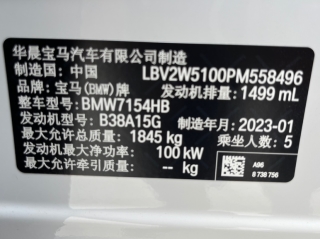 华晨宝马汽车有限公司制造
制造国：中国 LBV2W5100PM558496
品牌：宝马(BMW)牌 发动机排量：1499 mL
整车型号：BMW7154HB
发动机型号：B38A15G 制造年月：2023-01
最大允许总质量：1845 kg 乘坐人数：5
发动机最大净功率：100 kW
最大允许牵引质量：-- kg
A96
8 738 756